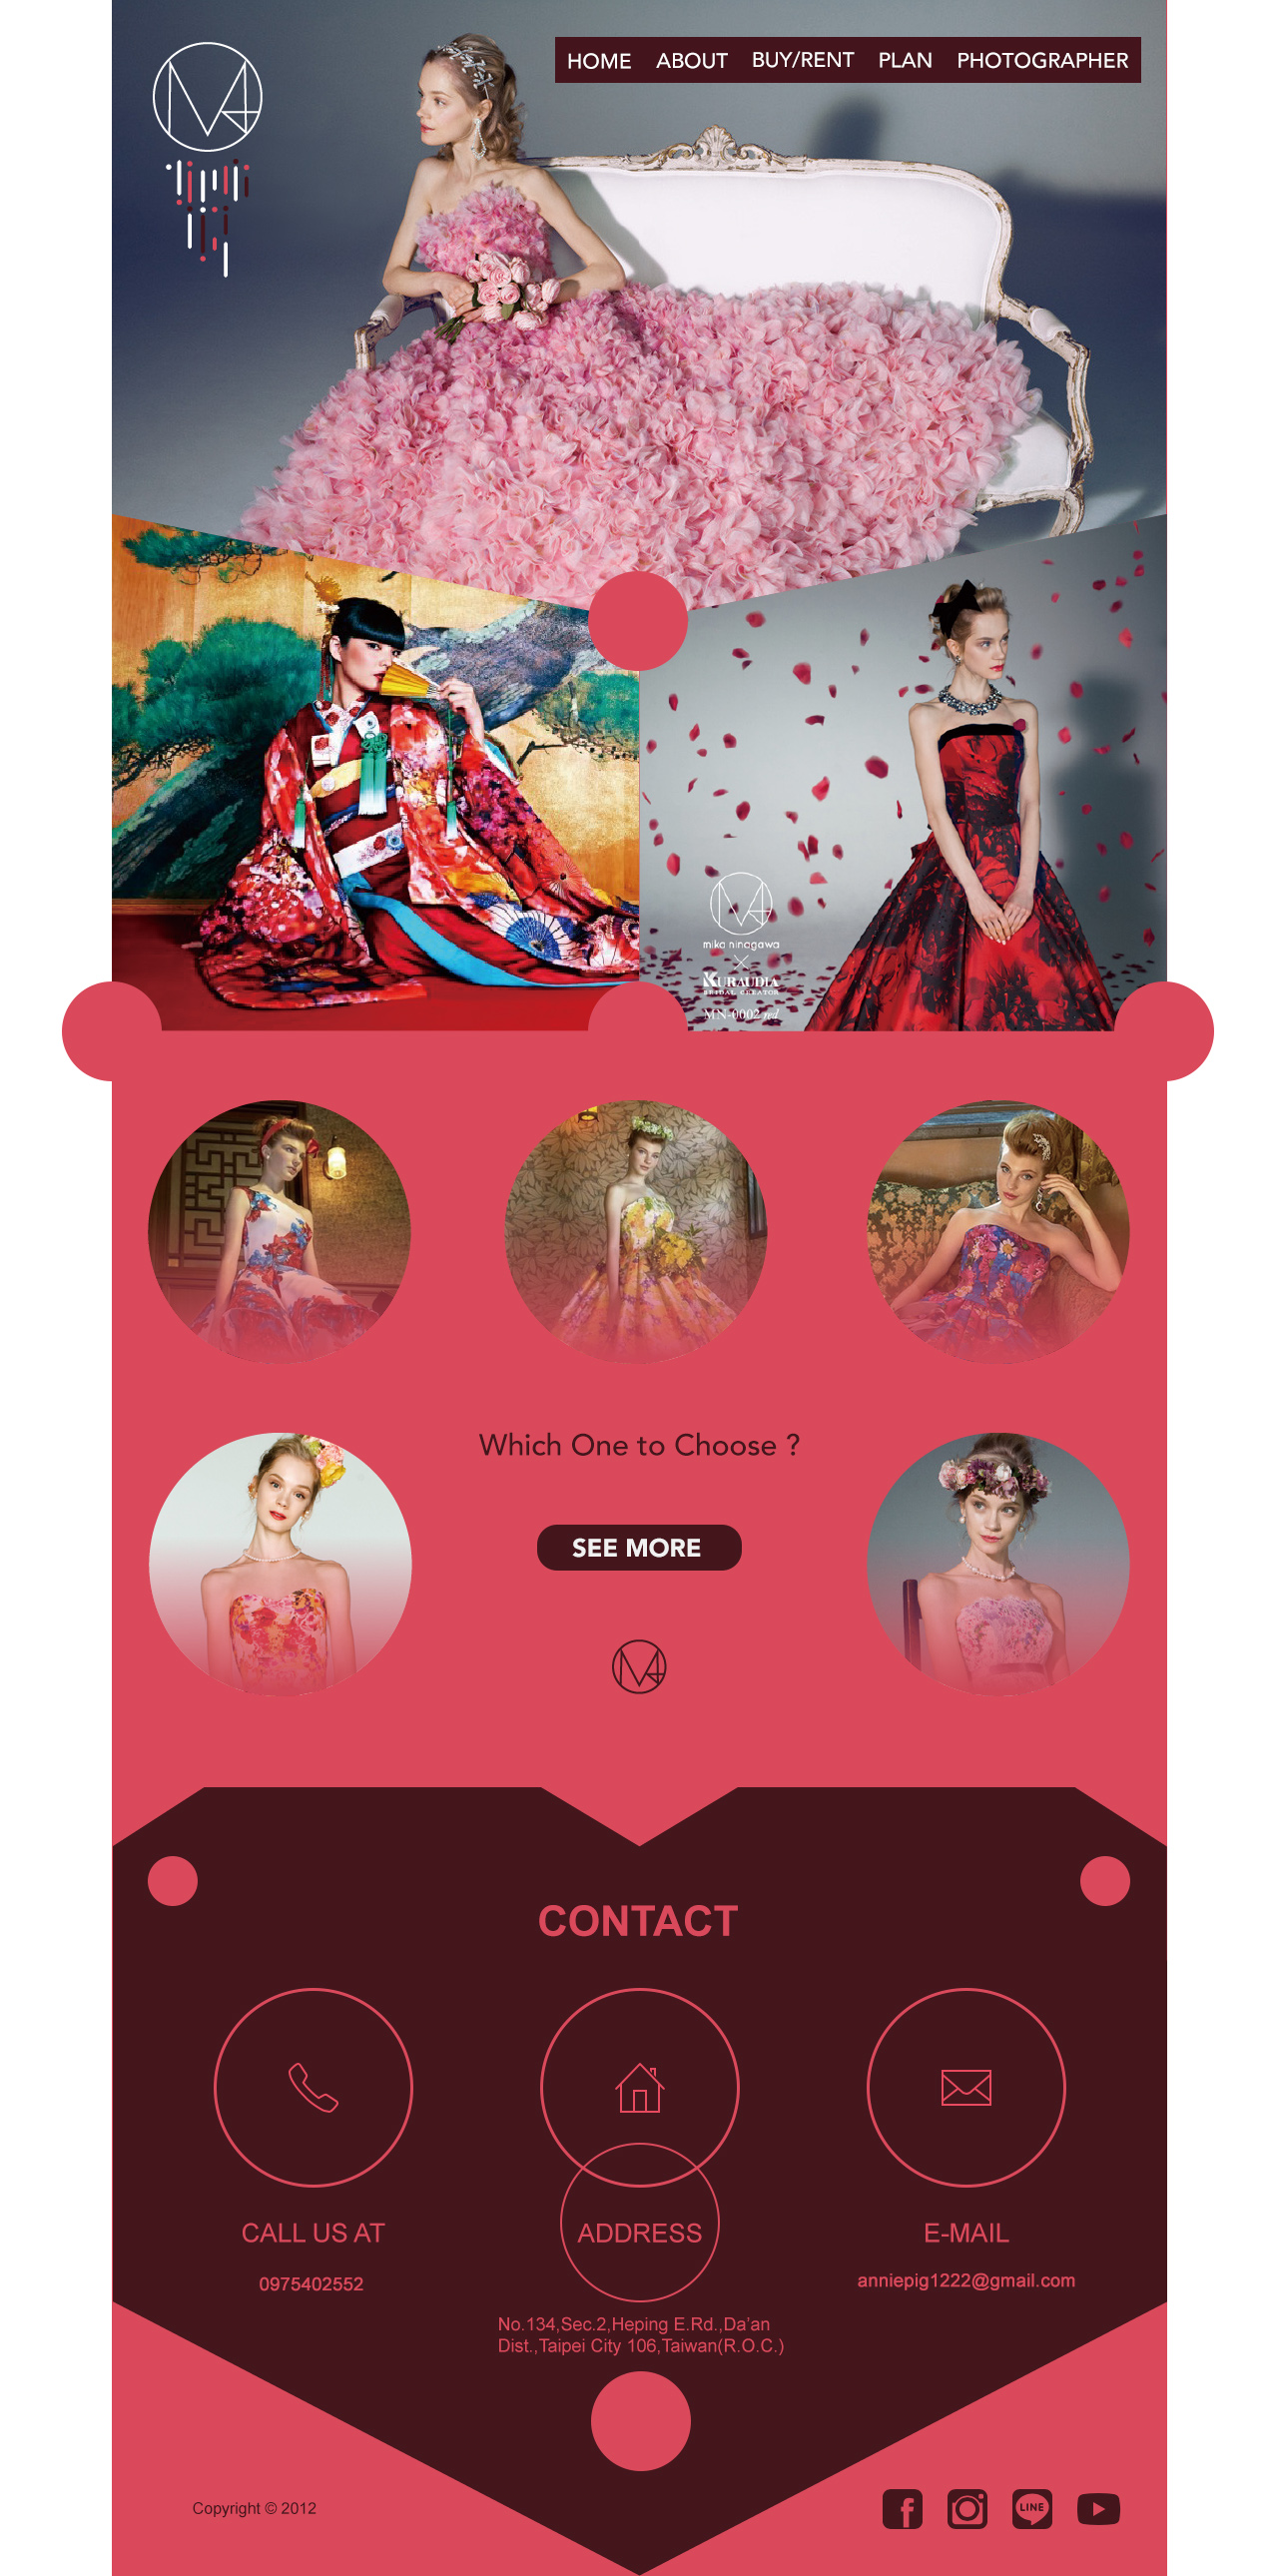 HOME ABOUT BUY/RENT PLAN PHOTOGRAPHER
mika ninagawa
KURAUDIA
BRIDAL CREATOR
MN-0002 red
Which One to Choose ?
SEE MORE
CONTACT
CALL US AT
0975402552
ADDRESS
No.134,Sec.2,Heping E.Rd.,Da'an
Dist.,Taipei City 106,Taiwan(R.O.C.)
E-MAIL
anniepig1222@gmail.com
Copyright © 2012
LINE